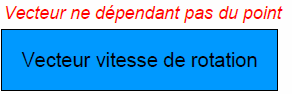 Vecteur ne dépendant pas du point
Vecteur vitesse de rotation